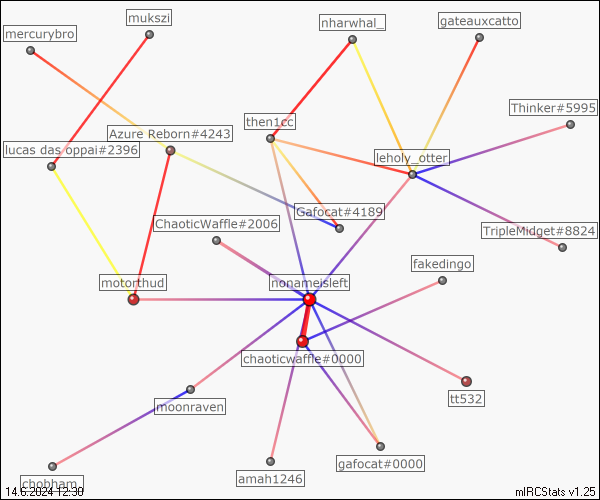 mukszi
nharwhal_
gateauxcatto
mercurybro
Thinker#5995
then1cc
Azure Reborn#4243
lucas das oppai#2396
leholy_otter
Gafocat#4189
ChaoticWaffle#2006
TripleMidget#8824
fakedingo
motorthud
nonameisleft
chaoticwaffle#0000
tt532
moonraven
gafocat#0000
amah1246
chobham_
14.6.2024 12:30
mIRCStats v1.25